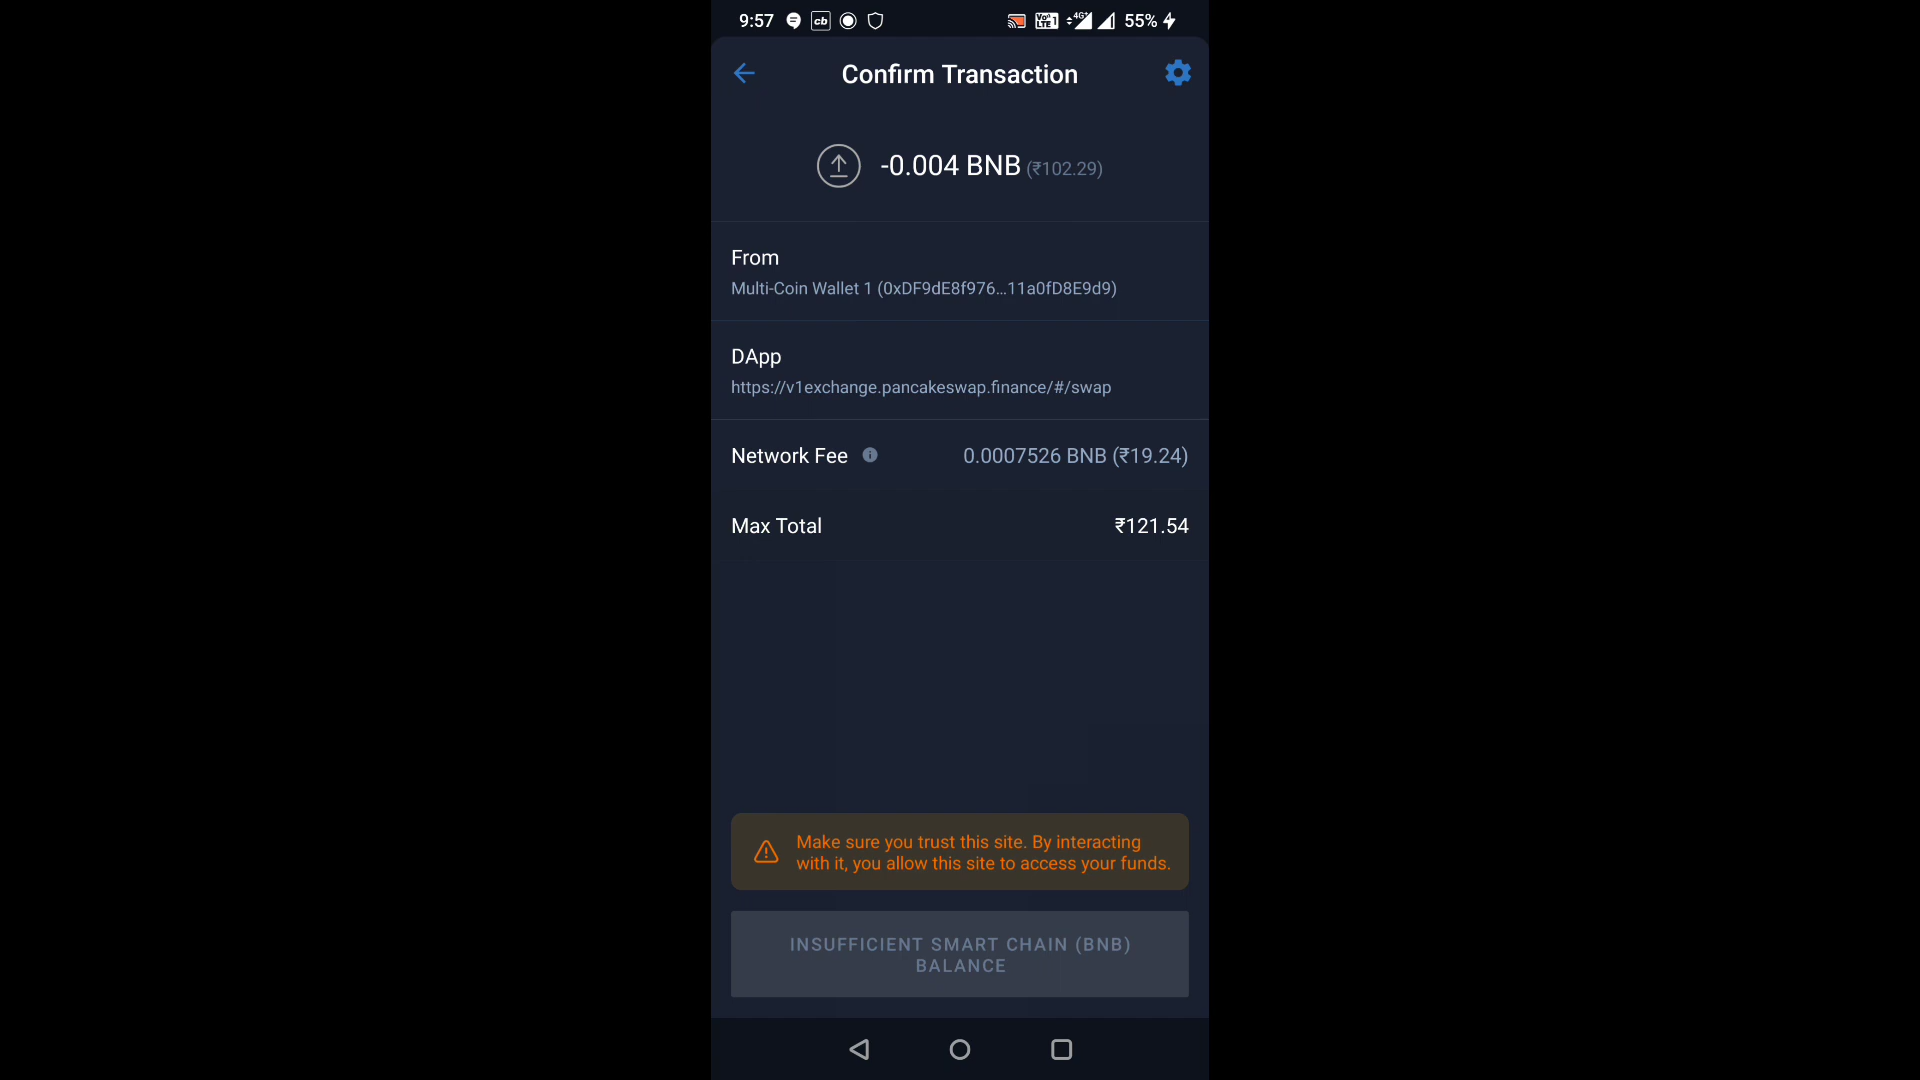 9:57 cb VoLTE1 4G+ 55%
Confirm Transaction
-0.004 BNB (₹102.29)
From
Multi-Coin Wallet 1 (0xDF9dE8f976...11a0fD8E9d9)
DApp
https://v1exchange.pancakeswap.finance/#/swap
Network Fee 0.0007526 BNB (₹19.24)
Max Total ₹121.54
Make sure you trust this site. By interacting
with it, you allow this site to access your funds.
INSUFFICIENT SMART CHAIN (BNB)
BALANCE